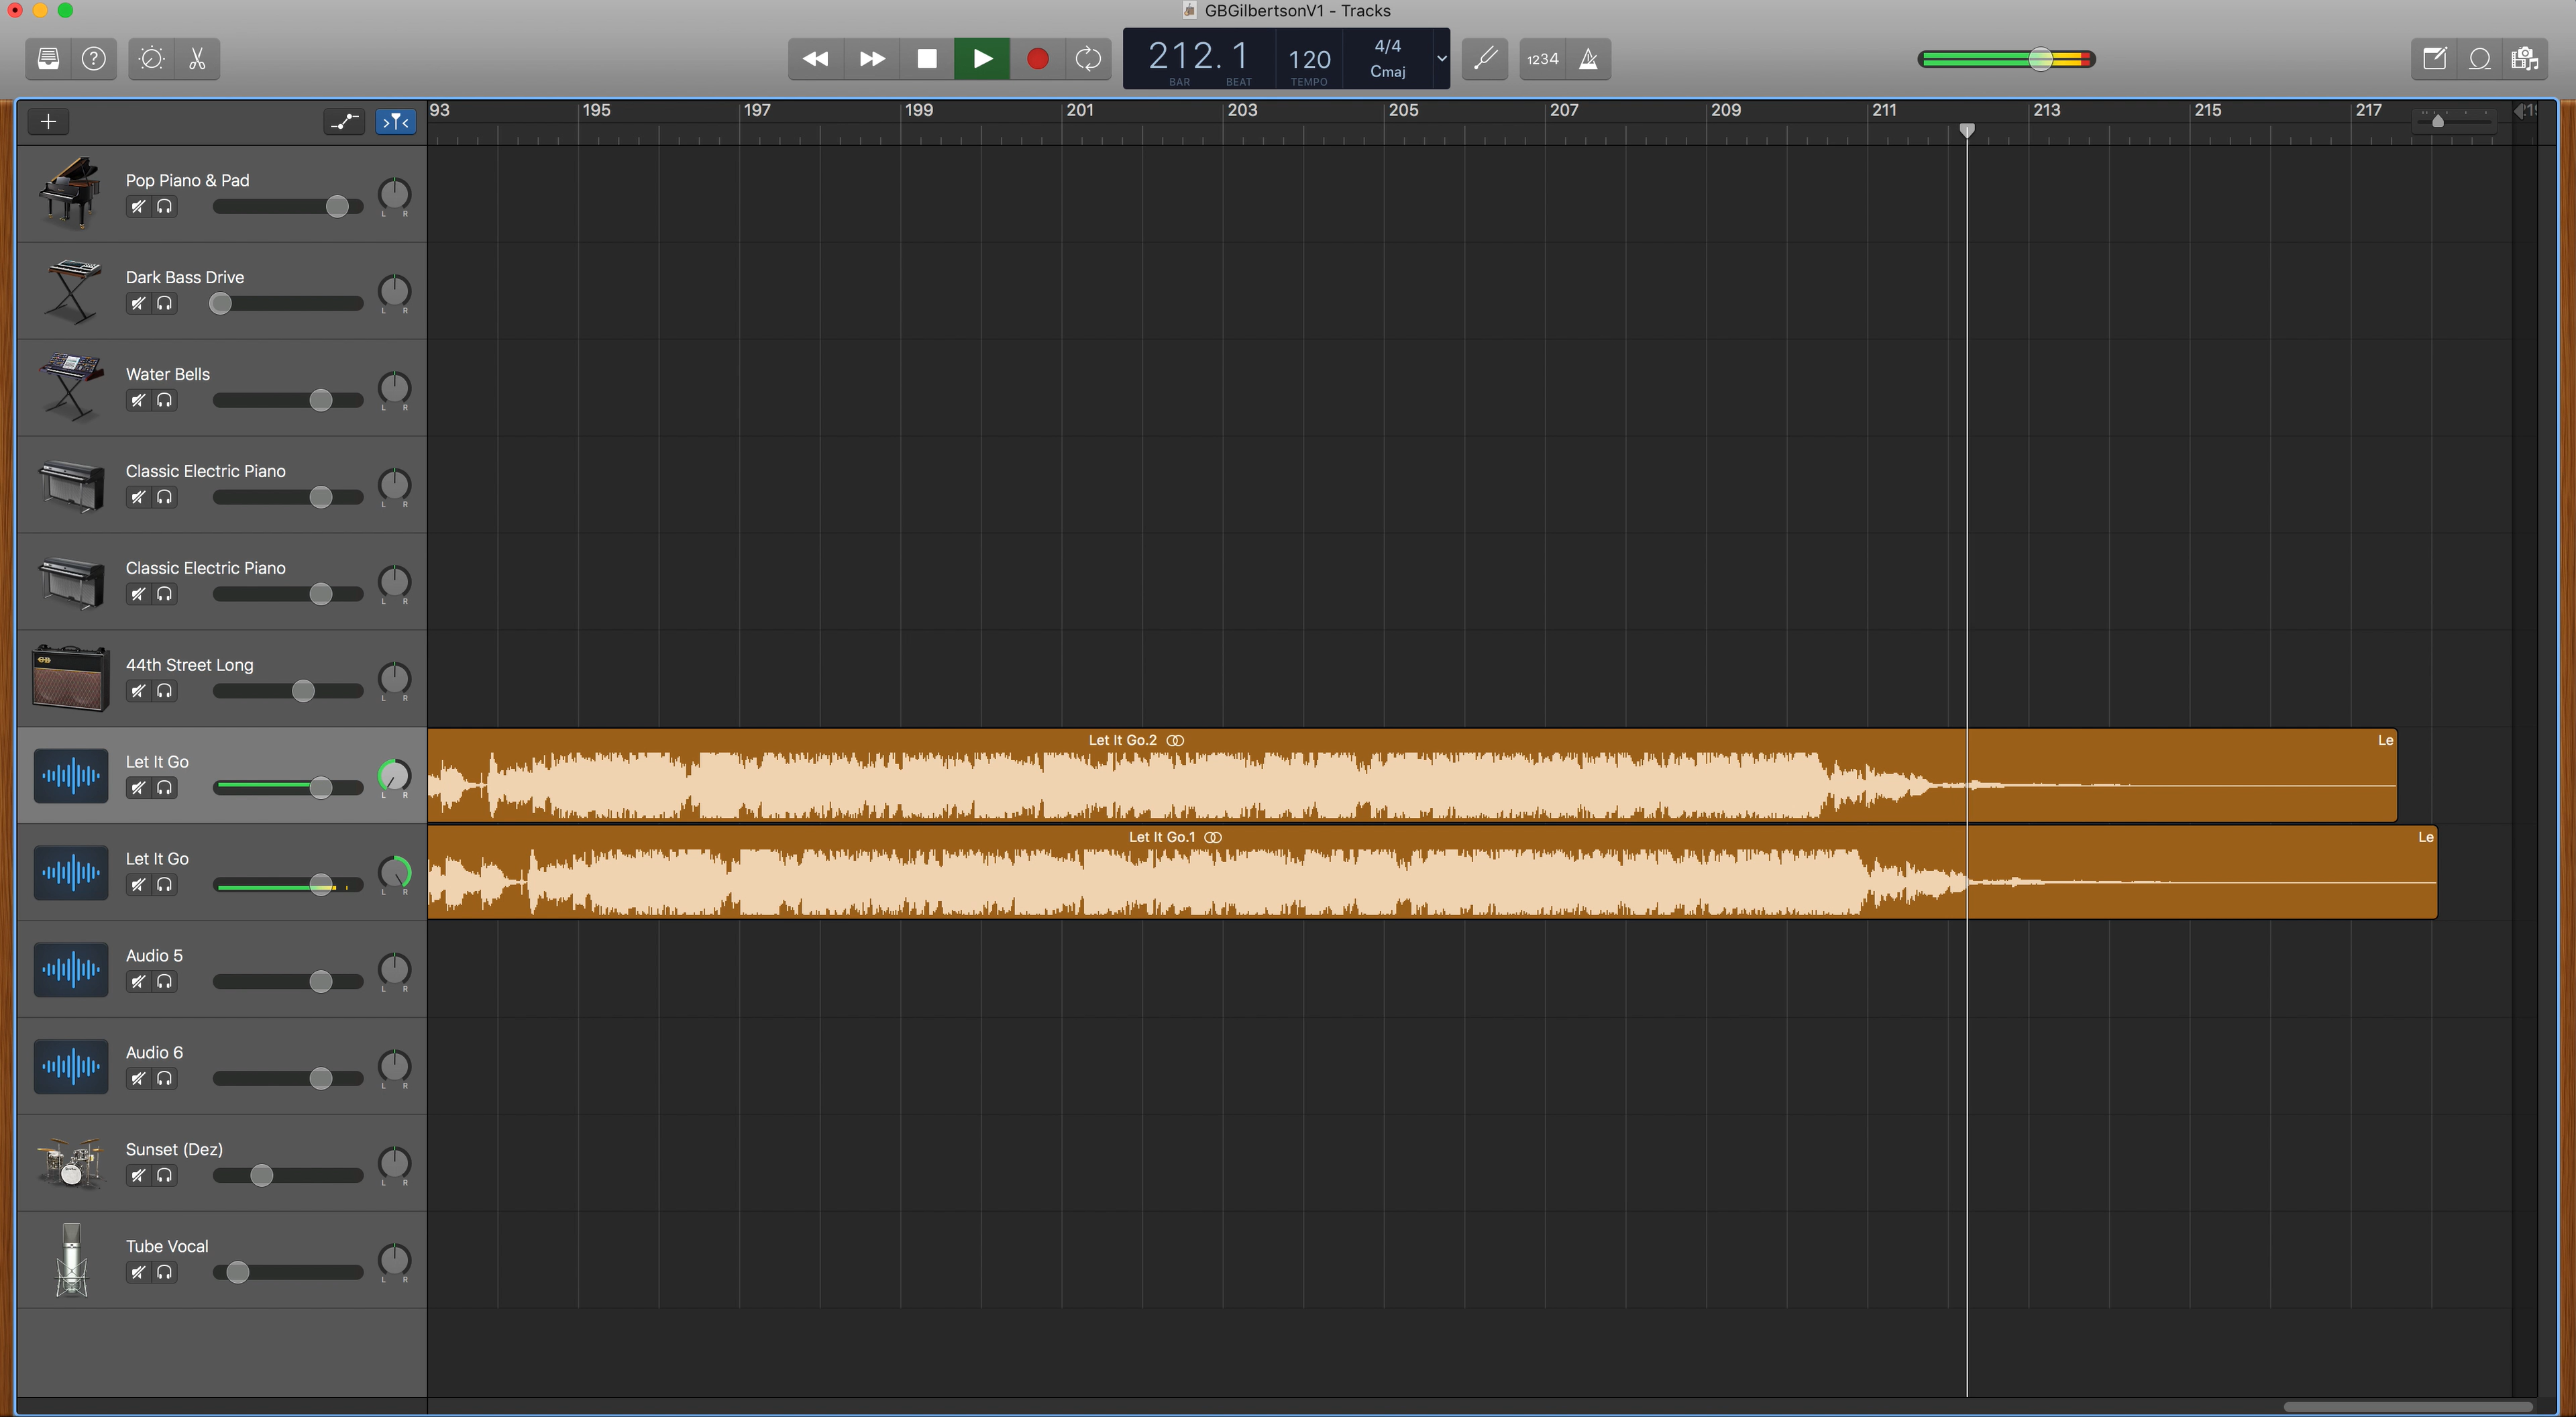 GBGilbertsonV1 - Tracks
212.1 120 4/4
Cmaj
BAR BEAT TEMPO
1234
93 195 197 199 201 203 205 207 209 211 213 215 217
Pop Piano & Pad
L R
Dark Bass Drive
L R
Water Bells
L R
Classic Electric Piano
L R
Classic Electric Piano
L R
44th Street Long
L R
Let It Go.2 Le
Let It Go
L R
Let It Go.1 Le
Let It Go
L R
Audio 5
L R
Audio 6
L R
Sunset (Dez)
L R
Tube Vocal
L R